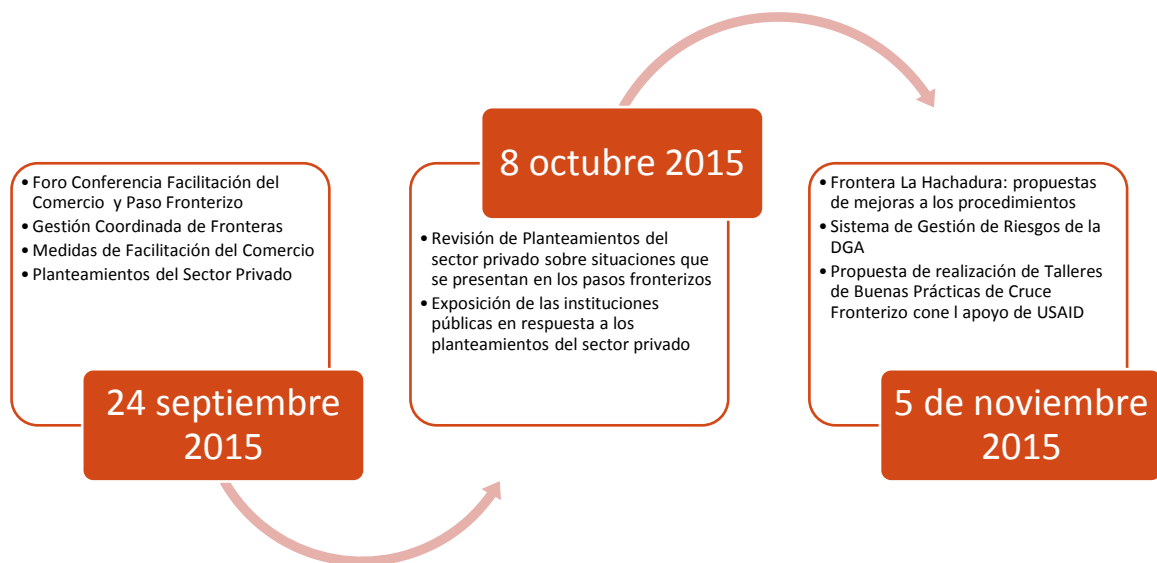 • Foro Conferencia Facilitación del
Comercio y Paso Fronterizo
• Gestión Coordinada de Fronteras
• Medidas de Facilitación del Comercio
• Planteamientos del Sector Privado
24 septiembre
2015
8 octubre 2015
• Revisión de Planteamientos del
sector privado sobre situaciones que
se presentan en los pasos fronterizos
• Exposición de las instituciones
públicas en respuesta a los
planteamientos del sector privado
• Frontera La Hachadura: propuestas
de mejoras a los procedimientos
• Sistema de Gestión de Riesgos de la
DGA
• Propuesta de realización de Talleres
de Buenas Prácticas de Cruce
Fronterizo cone l apoyo de USAID
5 de noviembre
2015